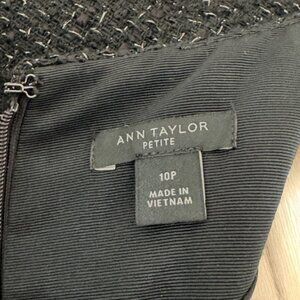 ANN TAYLOR
PETITE
10P
MADE IN
VIETNAM